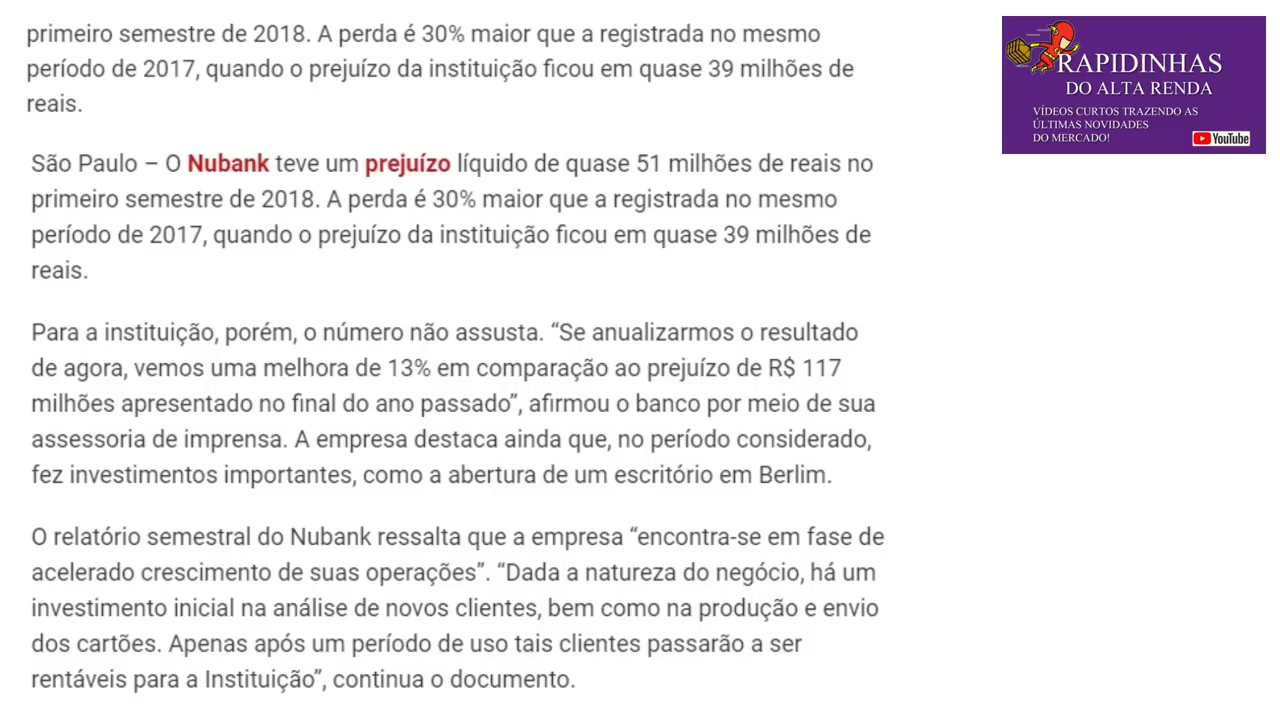 primeiro semestre de 2018. A perda é 30% maior que a registrada no mesmo
período de 2017, quando o prejuízo da instituição ficou em quase 39 milhões de
reais.
São Paulo – O Nubank teve um prejuízo líquido de quase 51 milhões de reais no
primeiro semestre de 2018. A perda é 30% maior que a registrada no mesmo
período de 2017, quando o prejuízo da instituição ficou em quase 39 milhões de
reais.
Para a instituição, porém, o número não assusta. “Se anualizarmos o resultado
de agora, vemos uma melhora de 13% em comparação ao prejuízo de R$ 117
milhões apresentado no final do ano passado”, afirmou o banco por meio de sua
assessoria de imprensa. A empresa destaca ainda que, no período considerado,
fez investimentos importantes, como a abertura de um escritório em Berlim.
O relatório semestral do Nubank ressalta que a empresa “encontra-se em fase de
acelerado crescimento de suas operações”. “Dada a natureza do negócio, há um
investimento inicial na análise de novos clientes, bem como na produção e envio
dos cartões. Apenas após um período de uso tais clientes passarão a ser
rentáveis para a Instituição”, continua o documento.
RAPIDINHAS
DO ALTA RENDA
VÍDEOS CURTOS TRAZENDO AS
ÚLTIMAS NOVIDADES
DO MERCADO!
YouTube